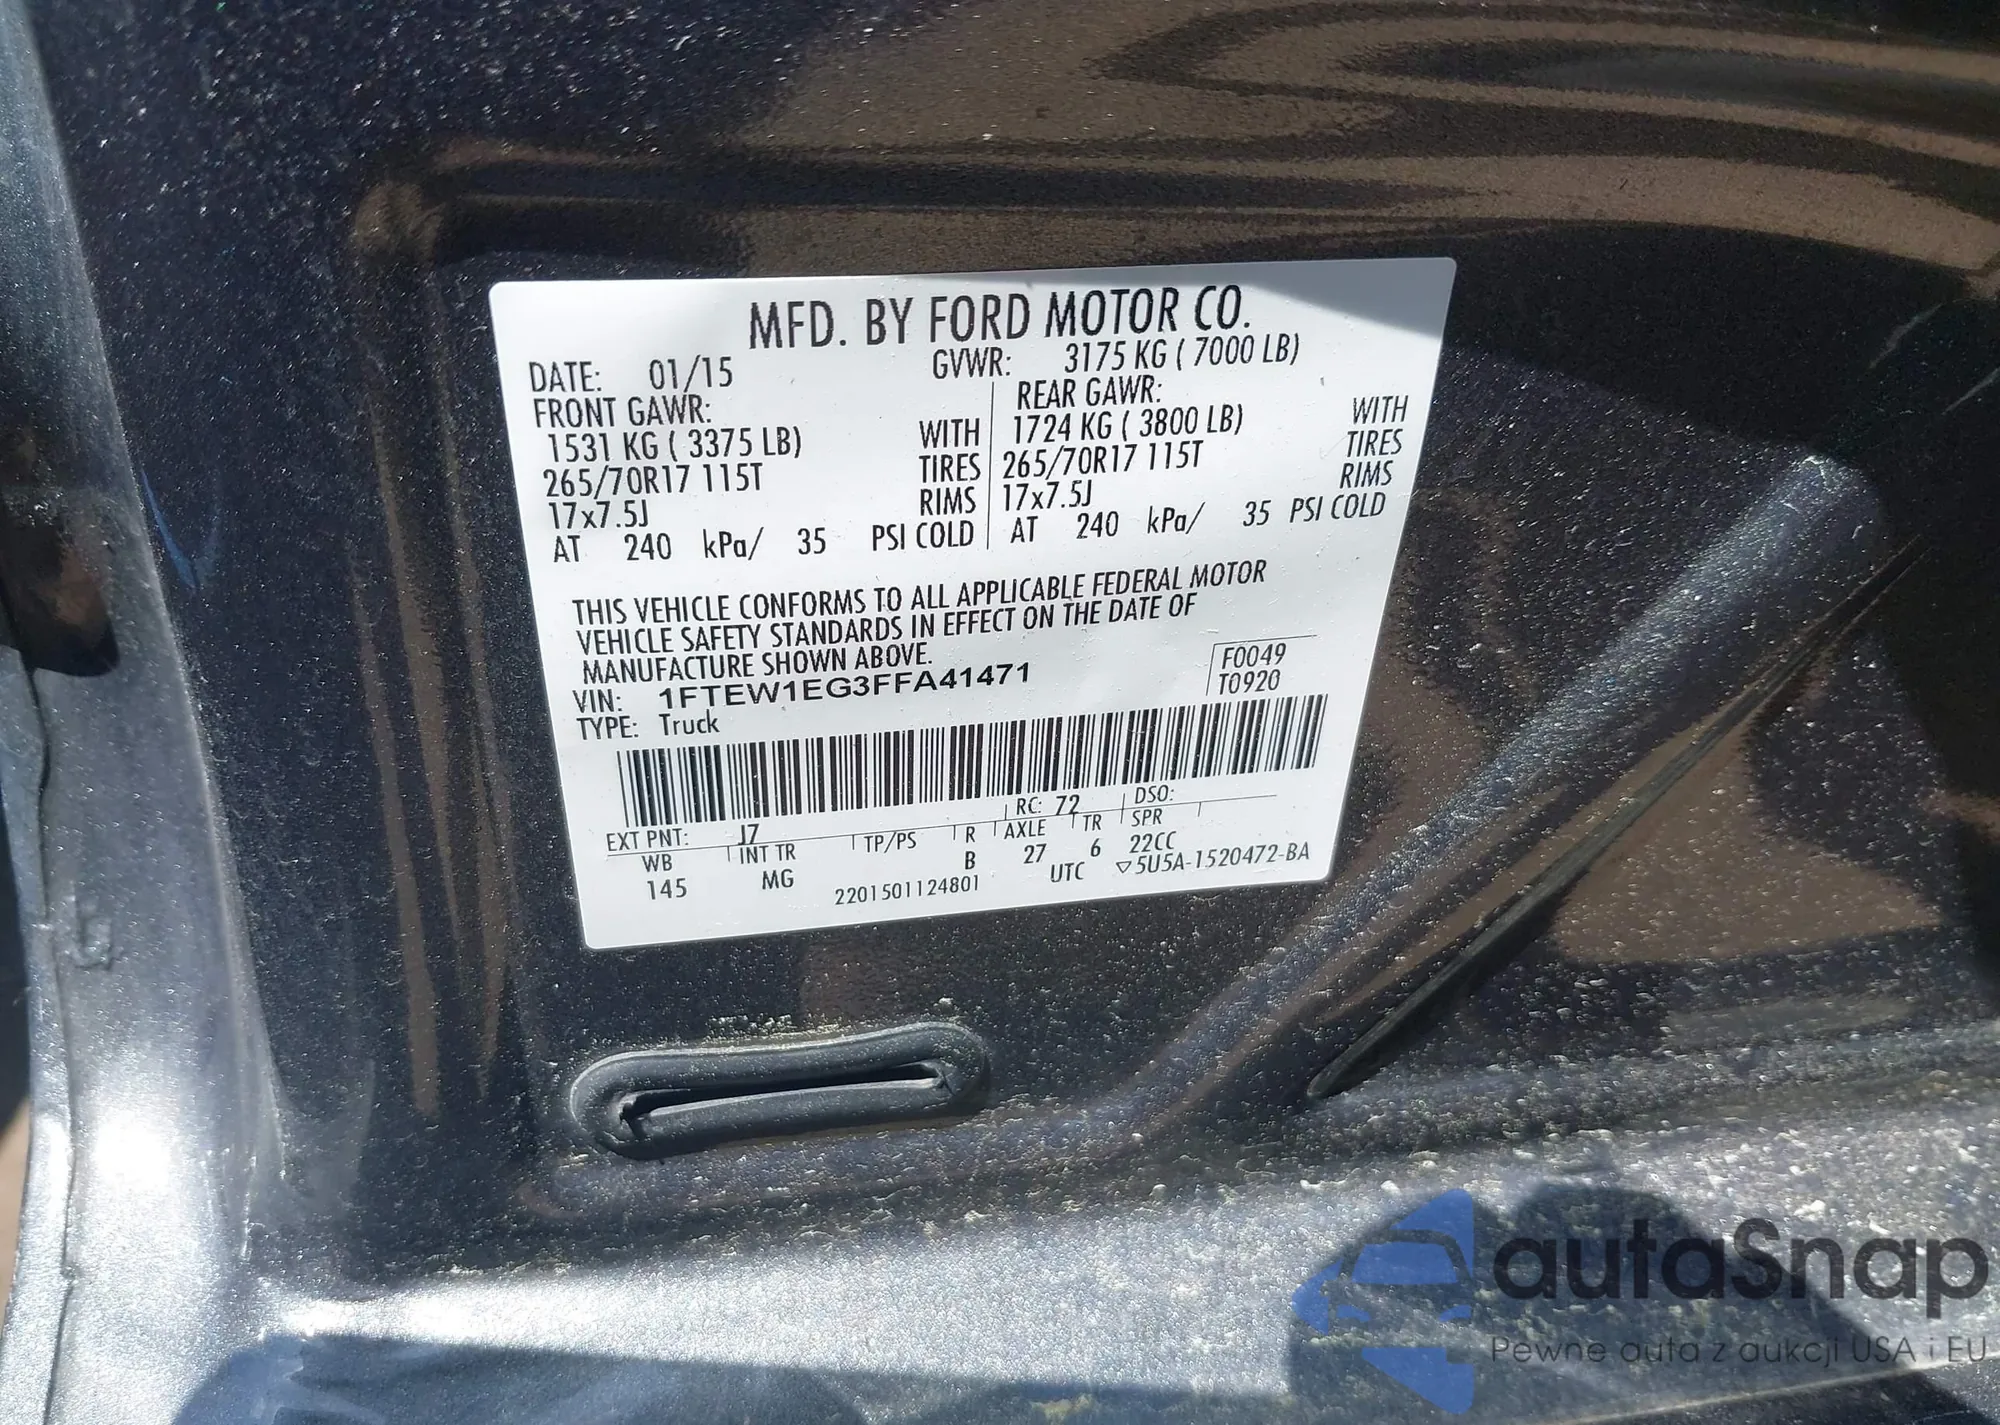 MFD. BY FORD MOTOR CO.
DATE: 01/15 GVWR: 3175 KG ( 7000 LB)
FRONT GAWR: REAR GAWR:
1531 KG ( 3375 LB) WITH 1724 KG ( 3800 LB) WITH
265/70R17 115T TIRES 265/70R17 115T TIRES
17x7.5J RIMS 17x7.5J RIMS
AT 240 kPa/ 35 PSI COLD AT 240 kPa/ 35 PSI COLD
THIS VEHICLE CONFORMS TO ALL APPLICABLE FEDERAL MOTOR
VEHICLE SAFETY STANDARDS IN EFFECT ON THE DATE OF
MANUFACTURE SHOWN ABOVE.
VIN: 1FTEW1EG3FFA41471 F0049
TYPE: Truck T0920
EXT PNT: J7 RC: 72 DSO:
WB INT TR TP/PS R AXLE TR SPR
145 MG B 27 6 22CC
2201501124801 UTC ▽5U5A-1520472-BA
autaSnap
Pewne auta z aukcji USA i EU